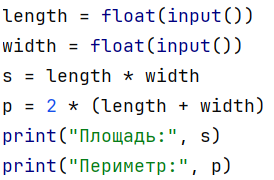 length = float(input())
width = float(input())
s = length * width
p = 2 * (length + width)
print("Площадь:", s)
print("Периметр:", p)